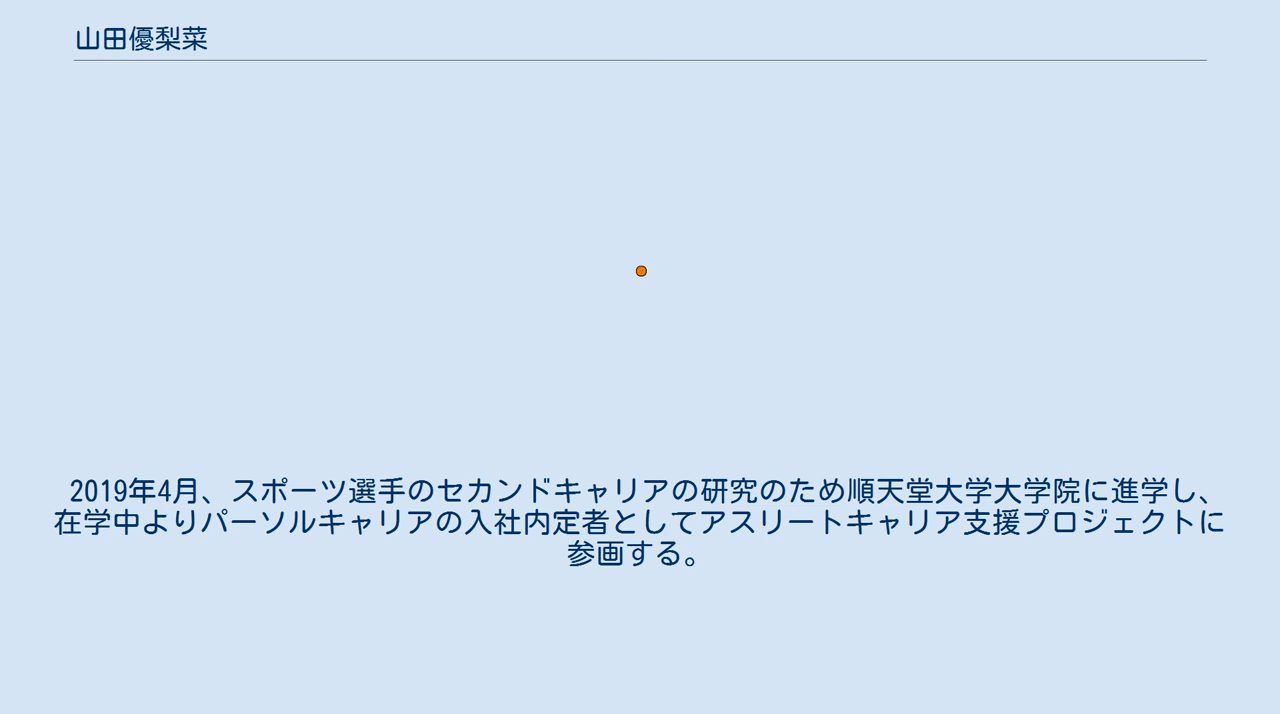 山田優梨菜
2019年4月、スポーツ選手のセカンドキャリアの研究のため順天堂大学大学院に進学し、
在学中よりパーソルキャリアの入社内定者としてアスリートキャリア支援プロジェクトに
参画する。